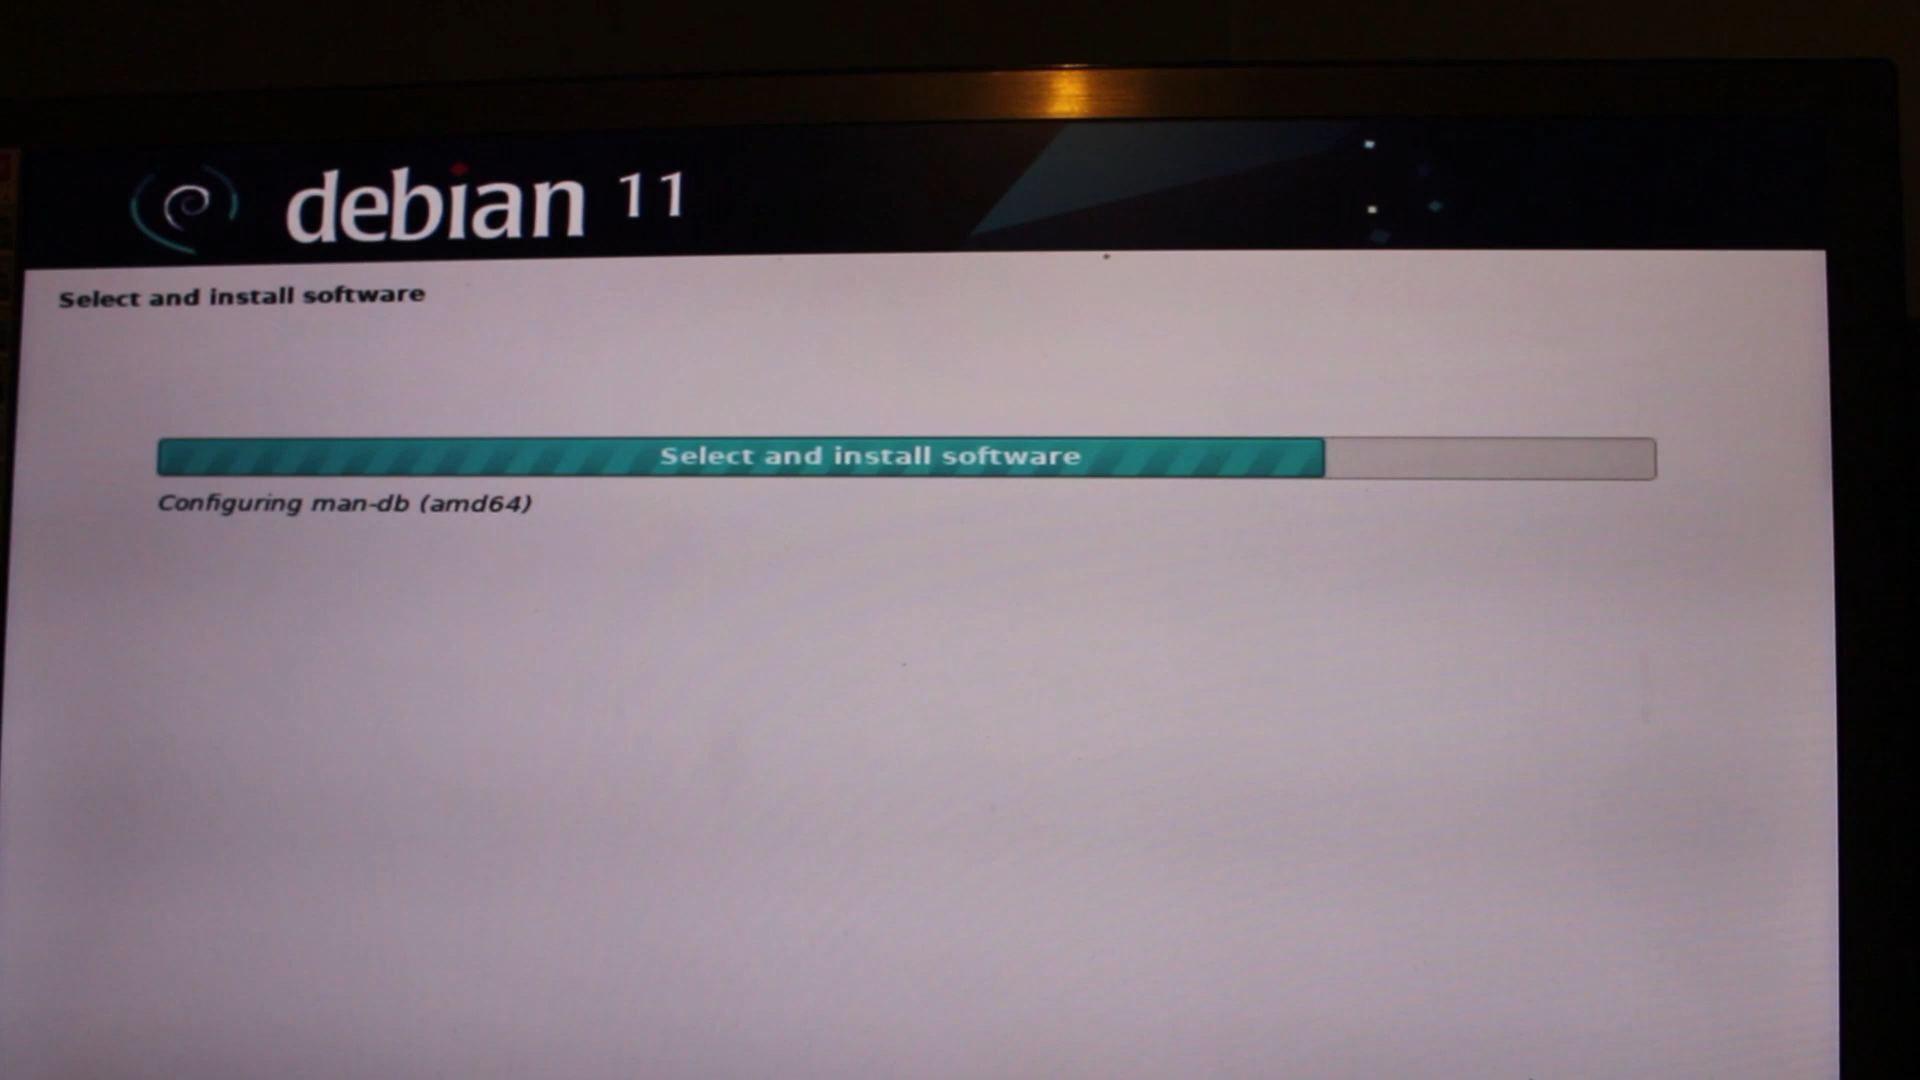 debian 11
Select and install software
Select and install software
Configuring man-db (amd64)